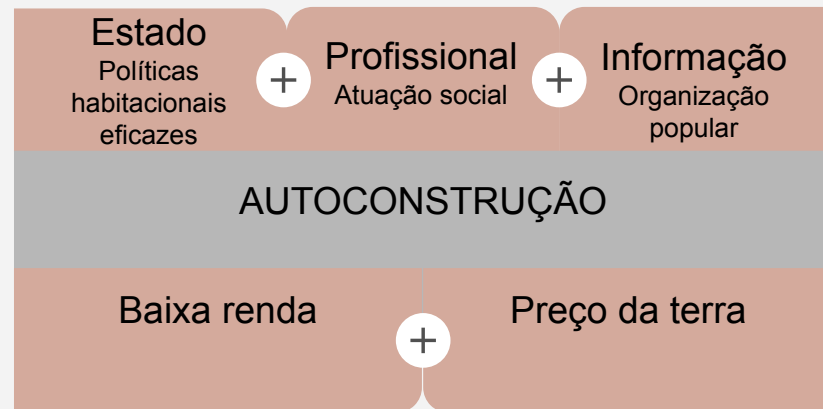 Estado
Políticas
habitacionais
eficazes
+
Profissional
Atuação social
+
Informação
Organização
popular
AUTOCONSTRUÇÃO
Baixa renda
+
Preço da terra